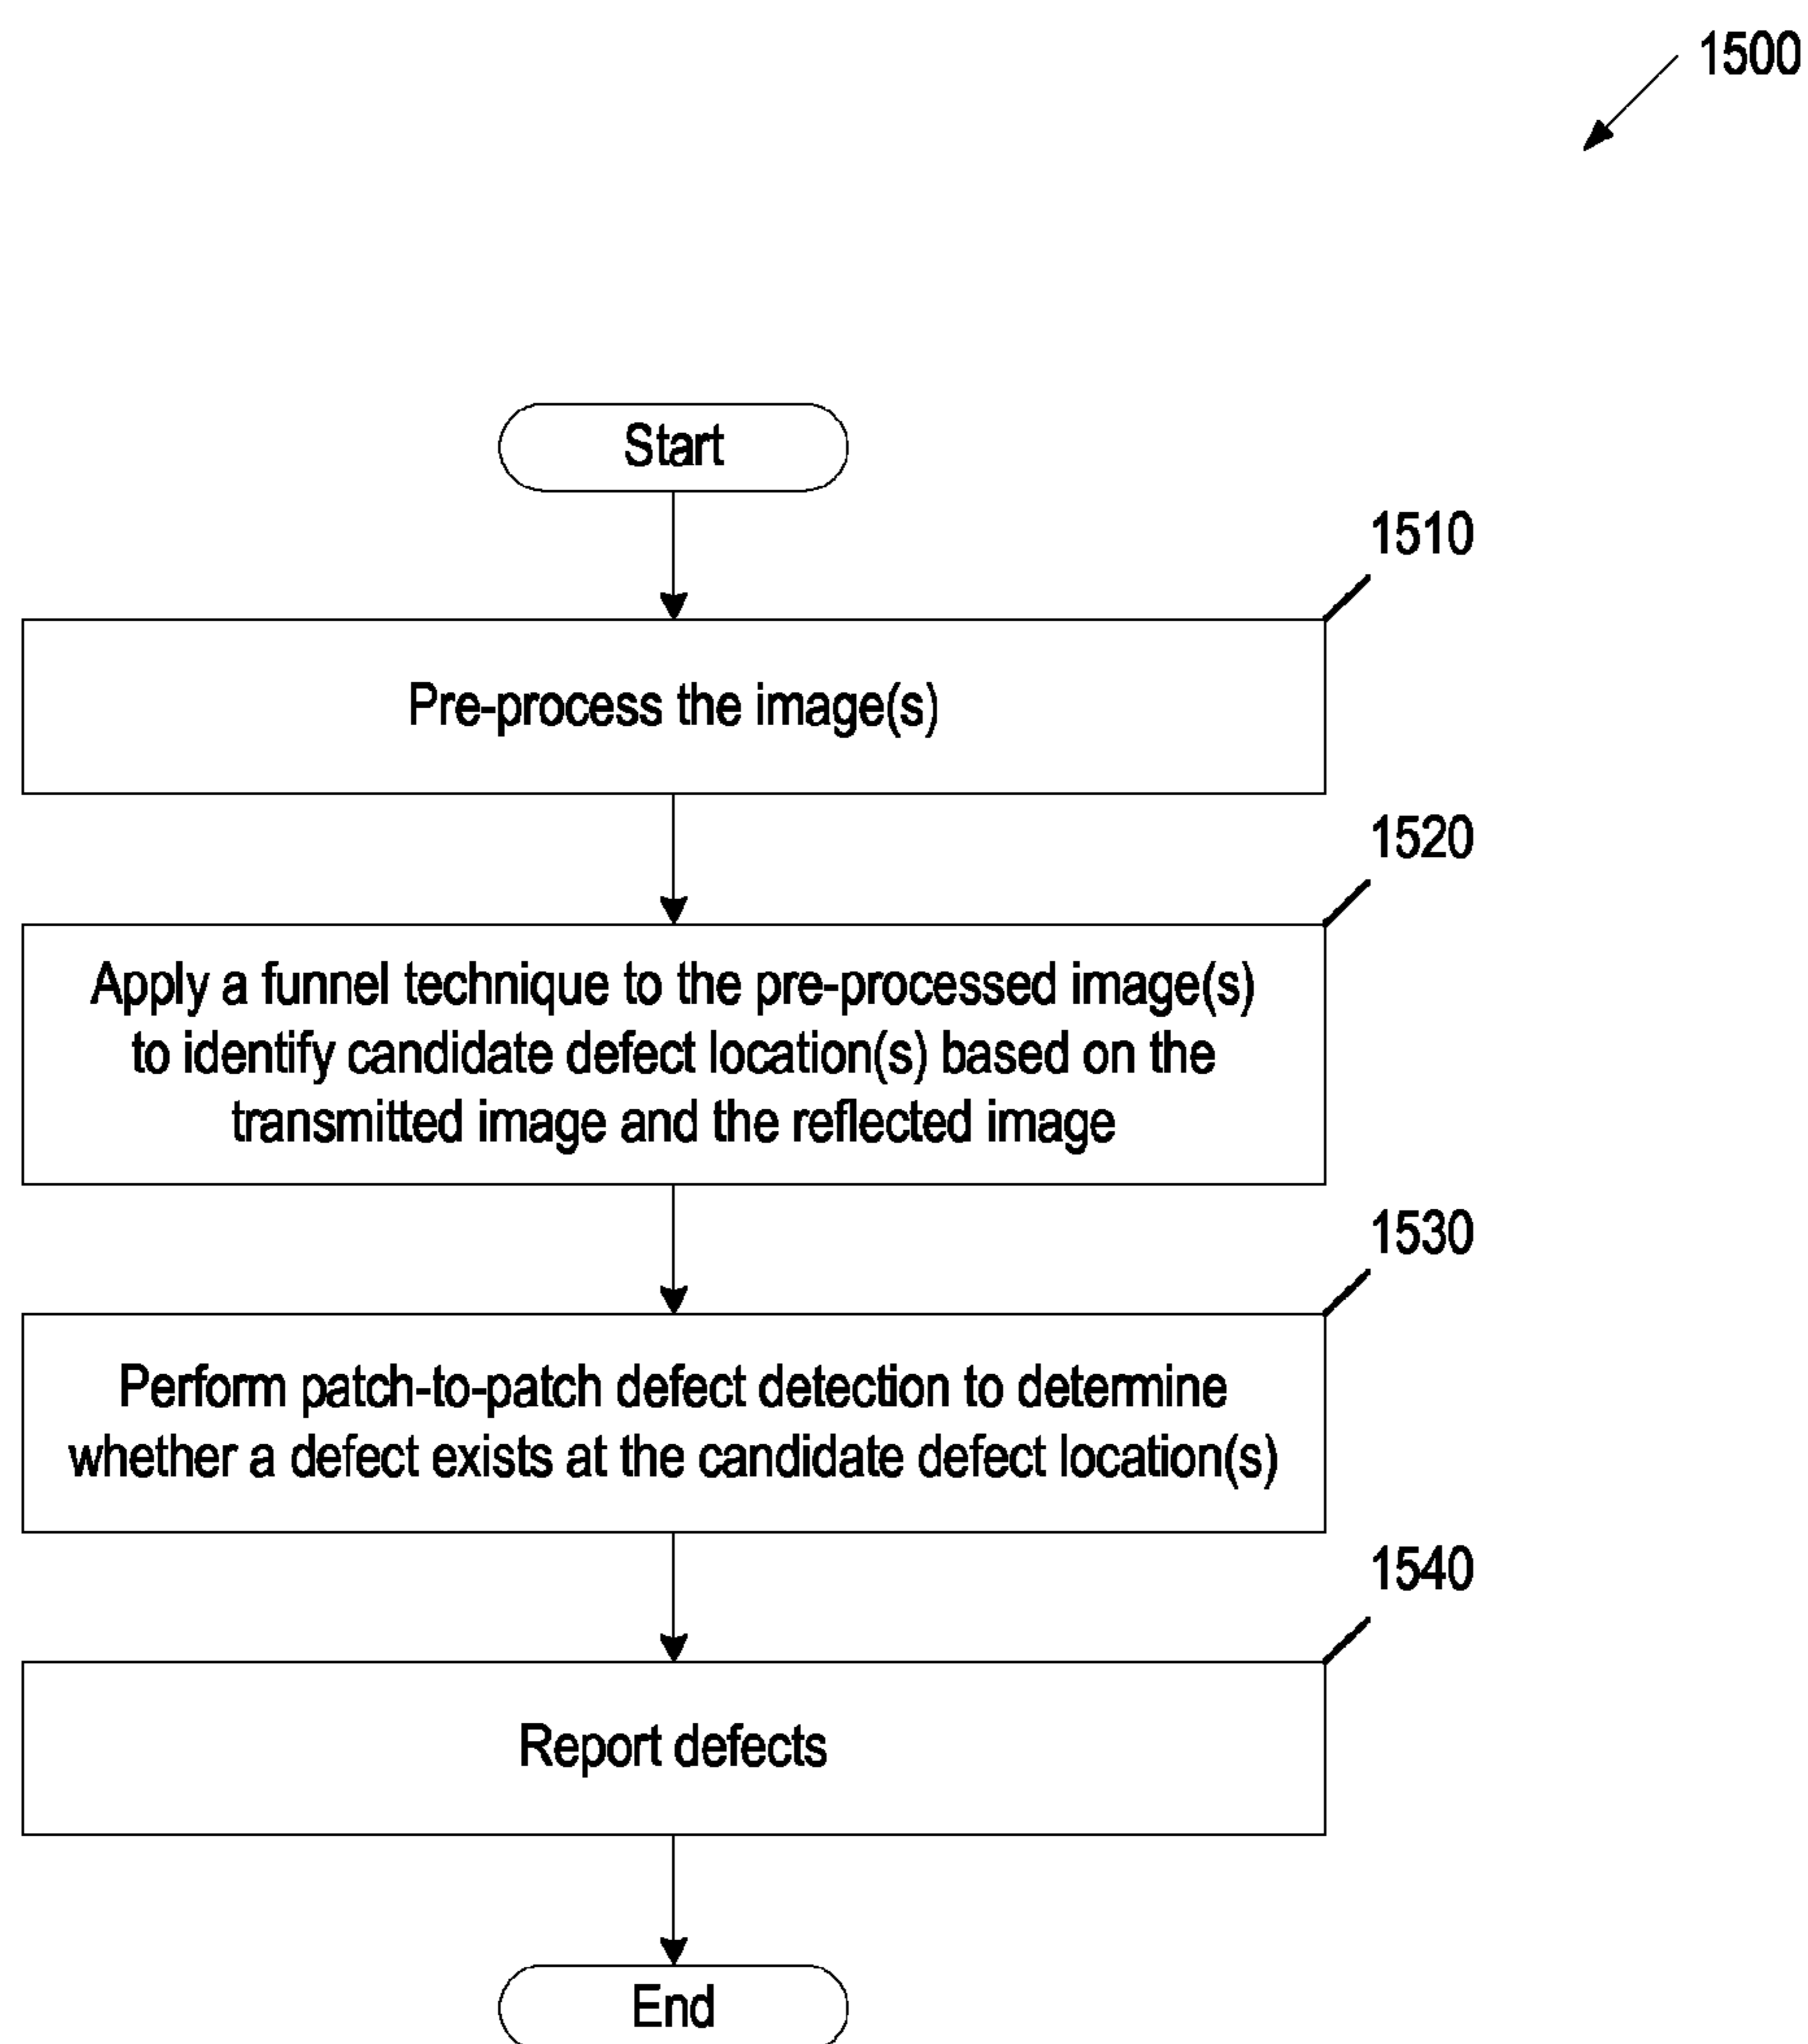 1500
Start
1510
Pre-process the image(s)
1520
Apply a funnel technique to the pre-processed image(s)
to identify candidate defect location(s) based on the
transmitted image and the reflected image
1530
Perform patch-to-patch defect detection to determine
whether a defect exists at the candidate defect location(s)
1540
Report defects
End